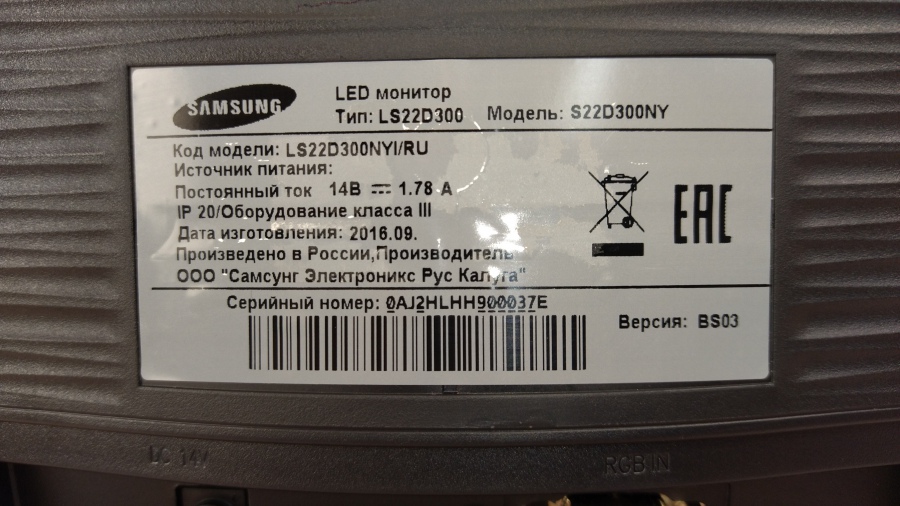 SAMSUNG
LED монитор
Тип: LS22D300 Модель: S22D300NY
Код модели: LS22D300NYI/RU
Источник питания:
Постоянный ток 14В ⎓ 1.78 А
IP 20/Оборудование класса III
Дата изготовления: 2016.09.
Произведено в России,Производитель
ООО "Самсунг Электроникс Рус Калуга"
EAC
Серийный номер: 0AJ2HLHH900037E
Версия: BS03
DC 14V
RGB IN